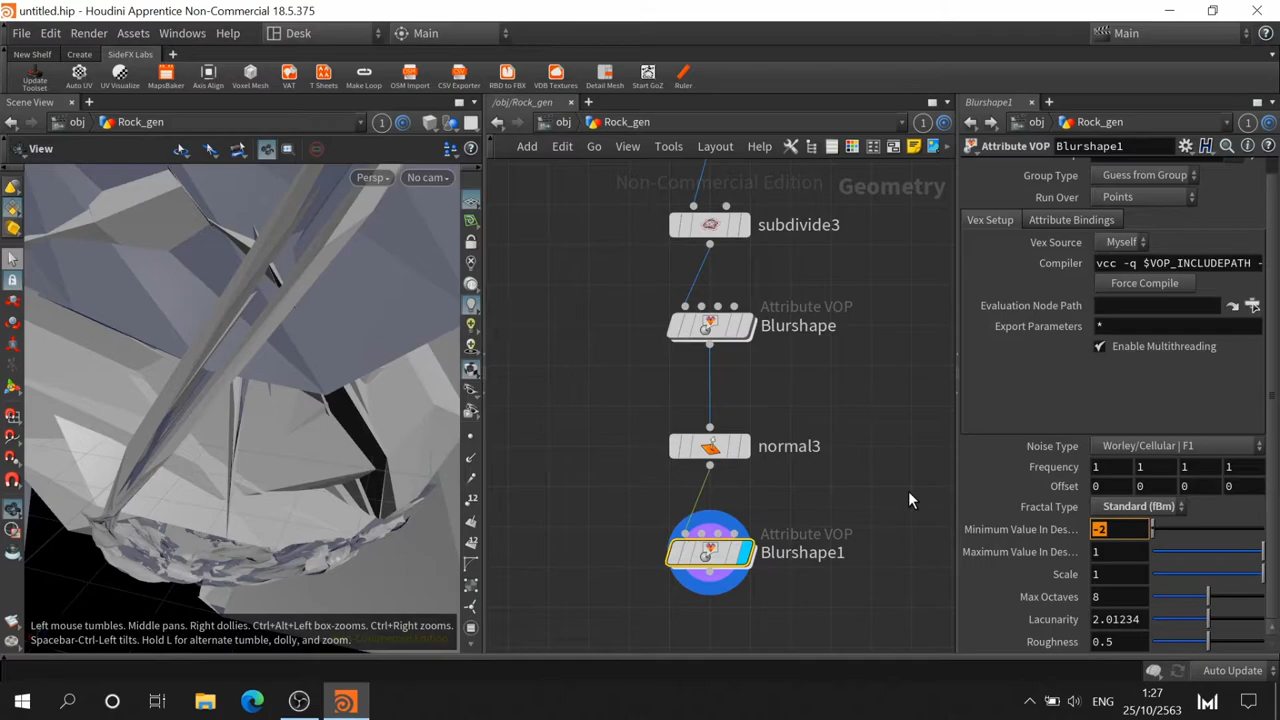 untitled.hip - Houdini Apprentice Non-Commercial 18.5.375
File Edit Render Assets Windows Help Desk Main Main
New Shelf Create SideFX Labs
Update Toolset Auto UV UV Visualize MapsBaker Axis Align Voxel Mesh VAT T Sheets Make Loop OSM Import CSV Exporter RBD to FBX VDB Textures Detail Mesh Start GoZ Ruler
Scene View /obj/Rock_gen Blurshape1
obj Rock_gen 1 obj Rock_gen 1 obj Rock_gen 1
View Add Edit Go View Tools Layout Help Attribute VOP Blurshape1
Persp No cam
Non-Commercial Edition Geometry
Group Type Guess from Group
Run Over Points
Vex Setup Attribute Bindings
subdivide3
Vex Source Myself
Compiler vcc -q $VOP_INCLUDEPATH -
Force Compile
Attribute VOP
Blurshape
Evaluation Node Path
Export Parameters *
Enable Multithreading
normal3
Noise Type Worley/Cellular | F1
Frequency 1 1 1 1
Offset 0 0 0 0
Fractal Type Standard (fBm)
Attribute VOP
Blurshape1
Minimum Value In Des... -2
Maximum Value In Des... 1
Scale 1
Max Octaves 8
Lacunarity 2.01234
Roughness 0.5
12
12
Left mouse tumbles. Middle pans. Right dollies. Ctrl+Alt+Left box-zooms. Ctrl+Right zooms.
Spacebar-Ctrl-Left tilts. Hold L for alternate tumble, dolly, and zoom.
Auto Update
ENG 1:27
25/10/2563